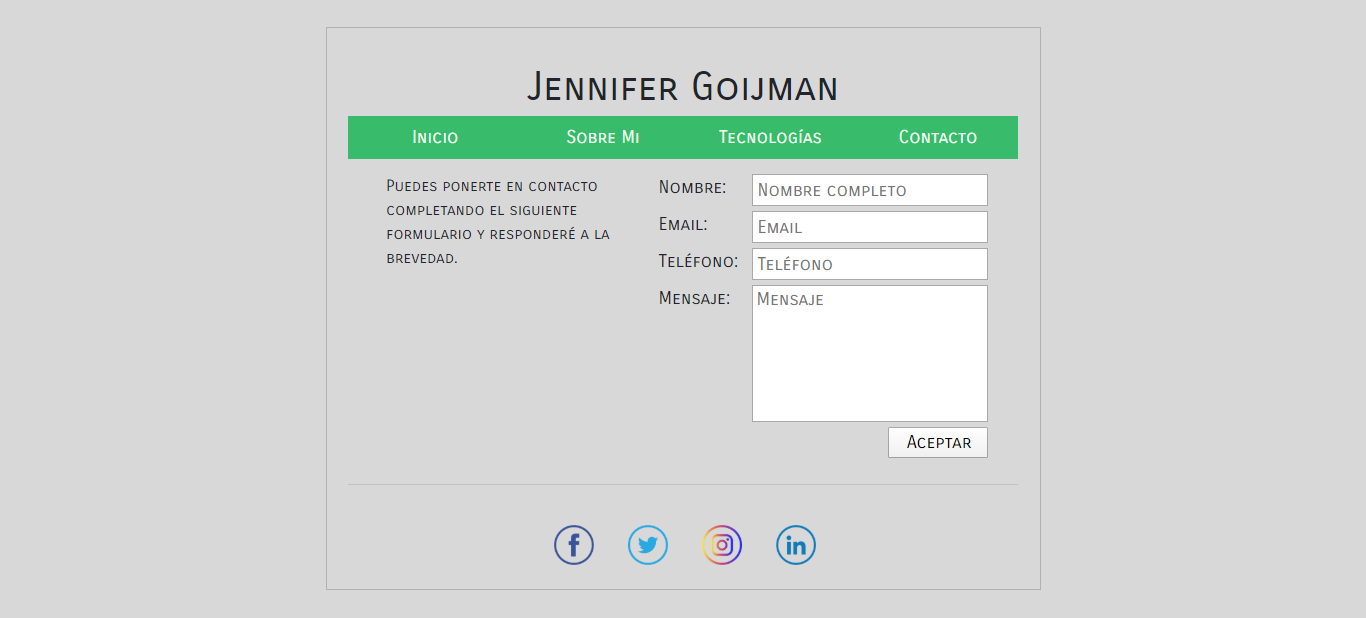 Jennifer Goijman
Inicio Sobre Mi Tecnologías Contacto
Puedes ponerte en contacto
completando el siguiente
formulario y responderé a la
brevedad.
Nombre: Nombre completo
Email: Email
Teléfono: Teléfono
Mensaje: Mensaje
Aceptar